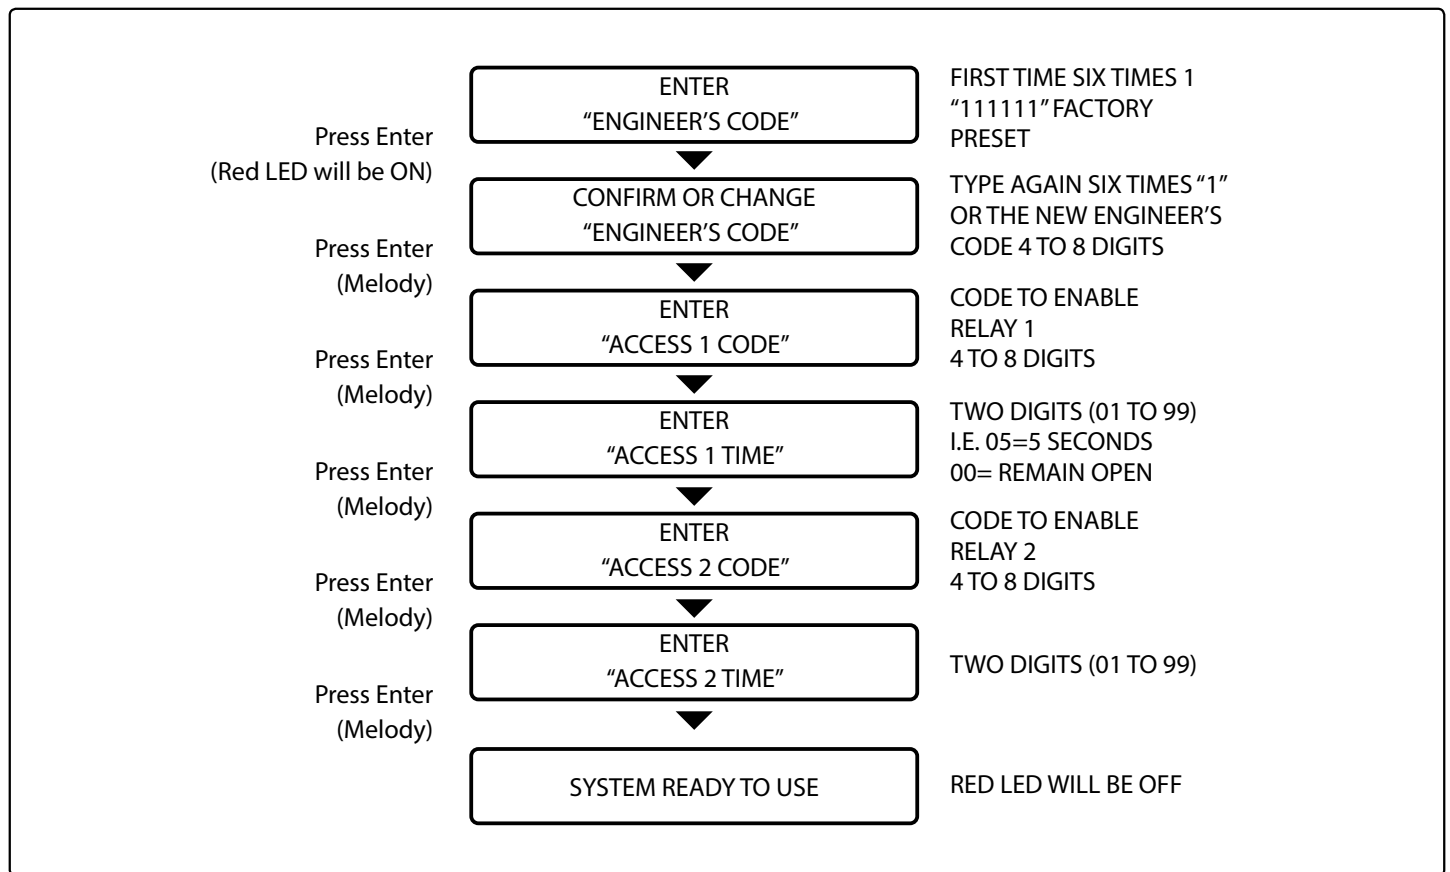 ENTER
“ENGINEER’S CODE”
FIRST TIME SIX TIMES 1
“111111” FACTORY
PRESET
Press Enter
(Red LED will be ON)
CONFIRM OR CHANGE
“ENGINEER’S CODE”
TYPE AGAIN SIX TIMES “1”
OR THE NEW ENGINEER’S
CODE 4 TO 8 DIGITS
Press Enter
(Melody)
ENTER
“ACCESS 1 CODE”
CODE TO ENABLE
RELAY 1
4 TO 8 DIGITS
Press Enter
(Melody)
ENTER
“ACCESS 1 TIME”
TWO DIGITS (01 TO 99)
I.E. 05=5 SECONDS
00= REMAIN OPEN
Press Enter
(Melody)
ENTER
“ACCESS 2 CODE”
CODE TO ENABLE
RELAY 2
4 TO 8 DIGITS
Press Enter
(Melody)
ENTER
“ACCESS 2 TIME”
TWO DIGITS (01 TO 99)
Press Enter
(Melody)
SYSTEM READY TO USE
RED LED WILL BE OFF